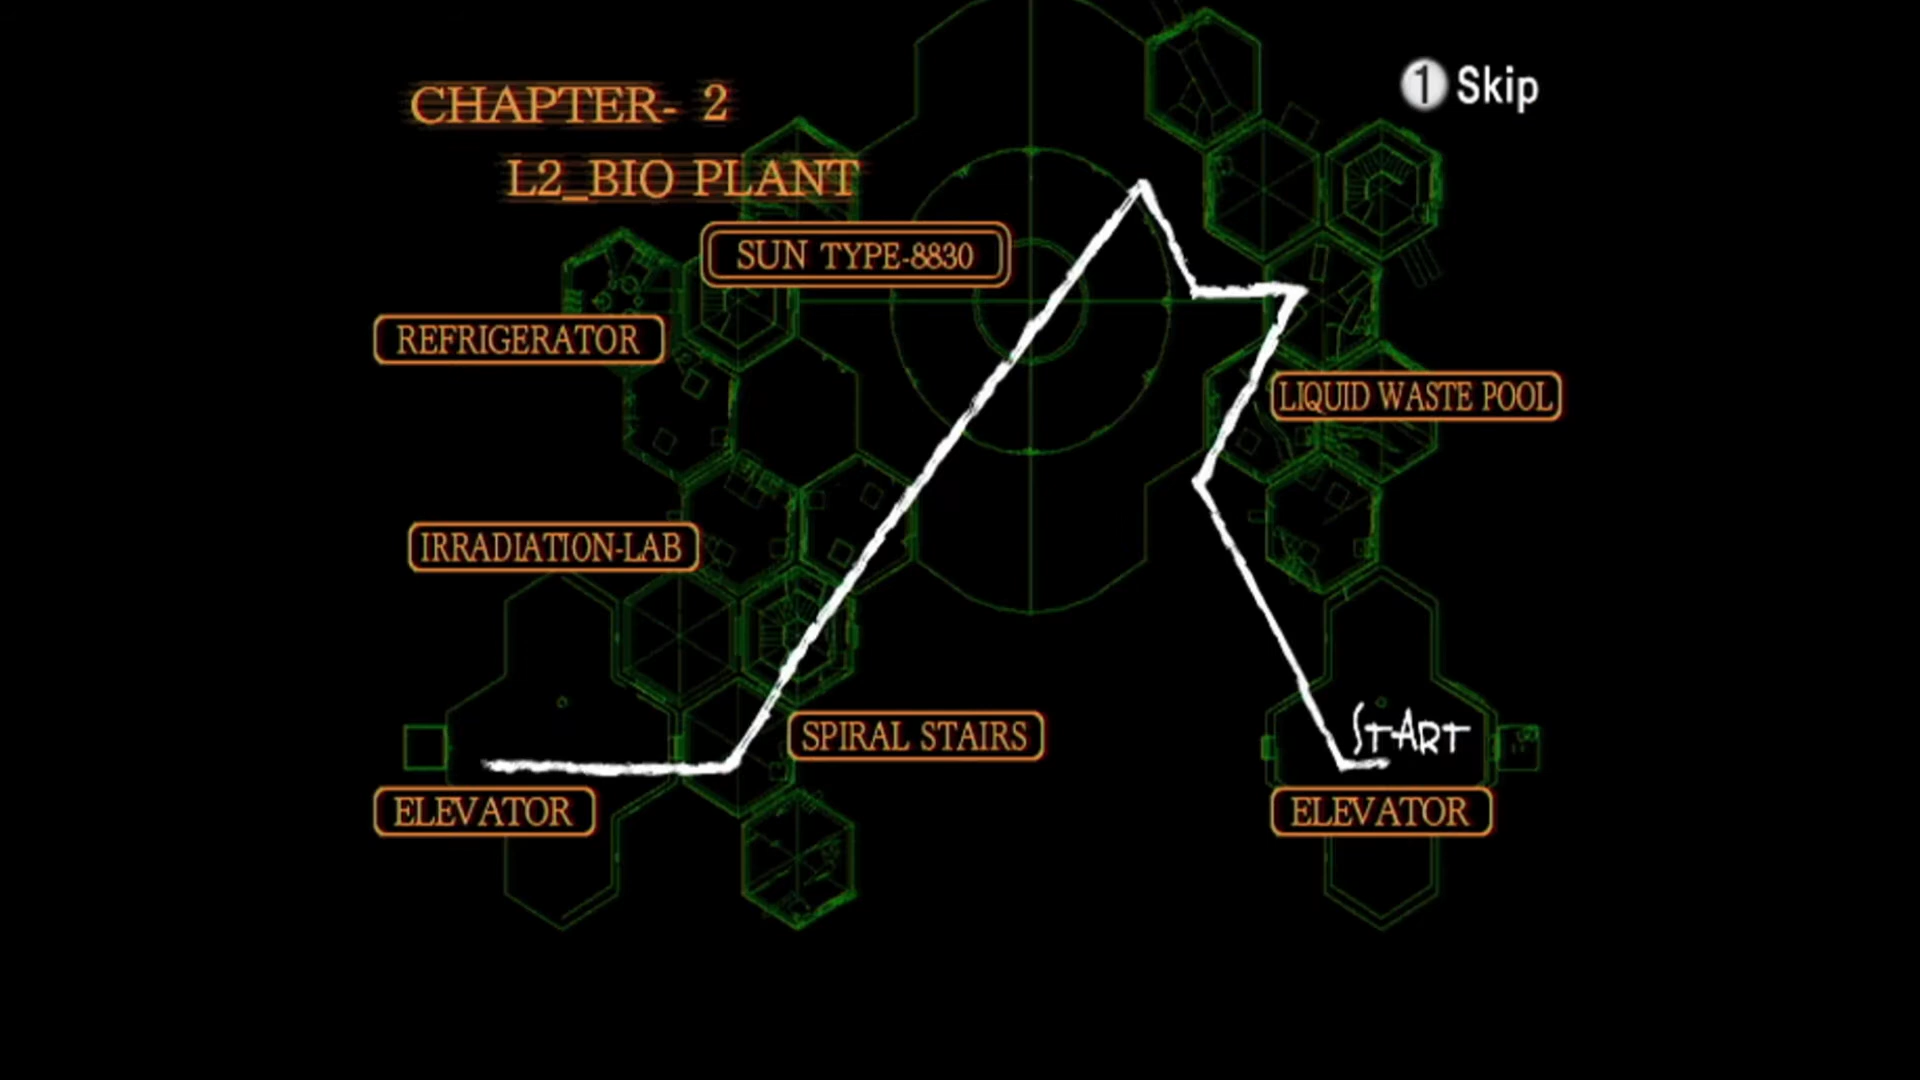 CHAPTER- 2
1 Skip
L2_BIO PLANT
SUN TYPE-8830
REFRIGERATOR
LIQUID WASTE POOL
IRRADIATION-LAB
START
SPIRAL STAIRS
ELEVATOR
ELEVATOR